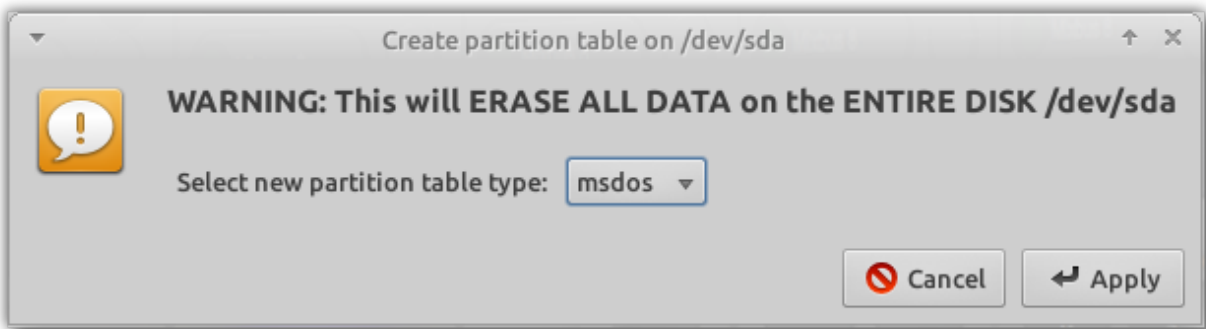 Create partition table on /dev/sda
WARNING: This will ERASE ALL DATA on the ENTIRE DISK /dev/sda
Select new partition table type: msdos
Cancel Apply